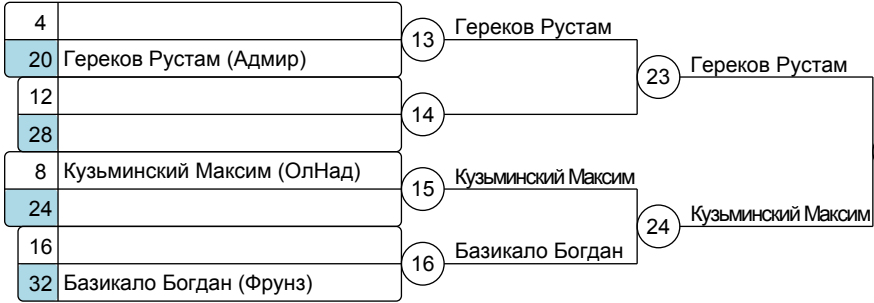 4
13 Гереков Рустам
20 Гереков Рустам (Адмир)
23 Гереков Рустам
12
14
28
8 Кузьминский Максим (ОлНад)
15 Кузьминский Максим
24
24 Кузьминский Максим
16
16 Базикало Богдан
32 Базикало Богдан (Фрунз)